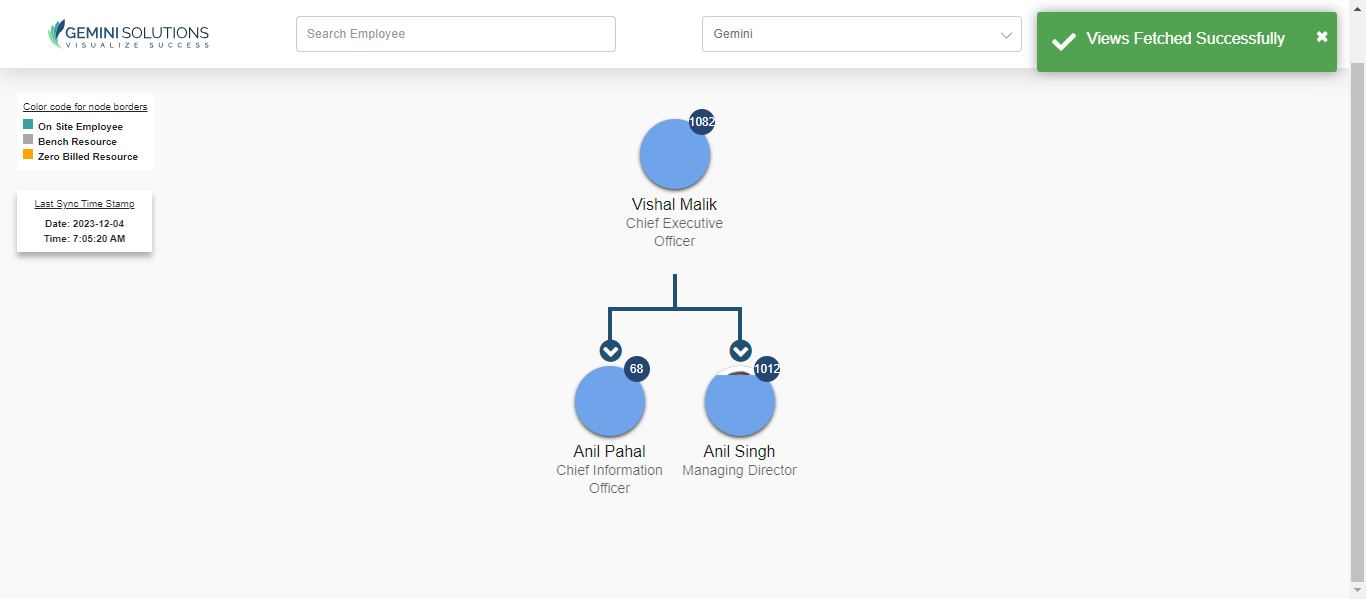 GEMINI SOLUTIONS
VISUALIZE SUCCESS
Search Employee
Gemini
Views Fetched Successfully
Color code for node borders
On Site Employee
Bench Resource
Zero Billed Resource
Last Sync Time Stamp
Date: 2023-12-04
Time: 7:05:20 AM
1082
Vishal Malik
Chief Executive
Officer
68
Anil Pahal
Chief Information
Officer
1012
Anil Singh
Managing Director